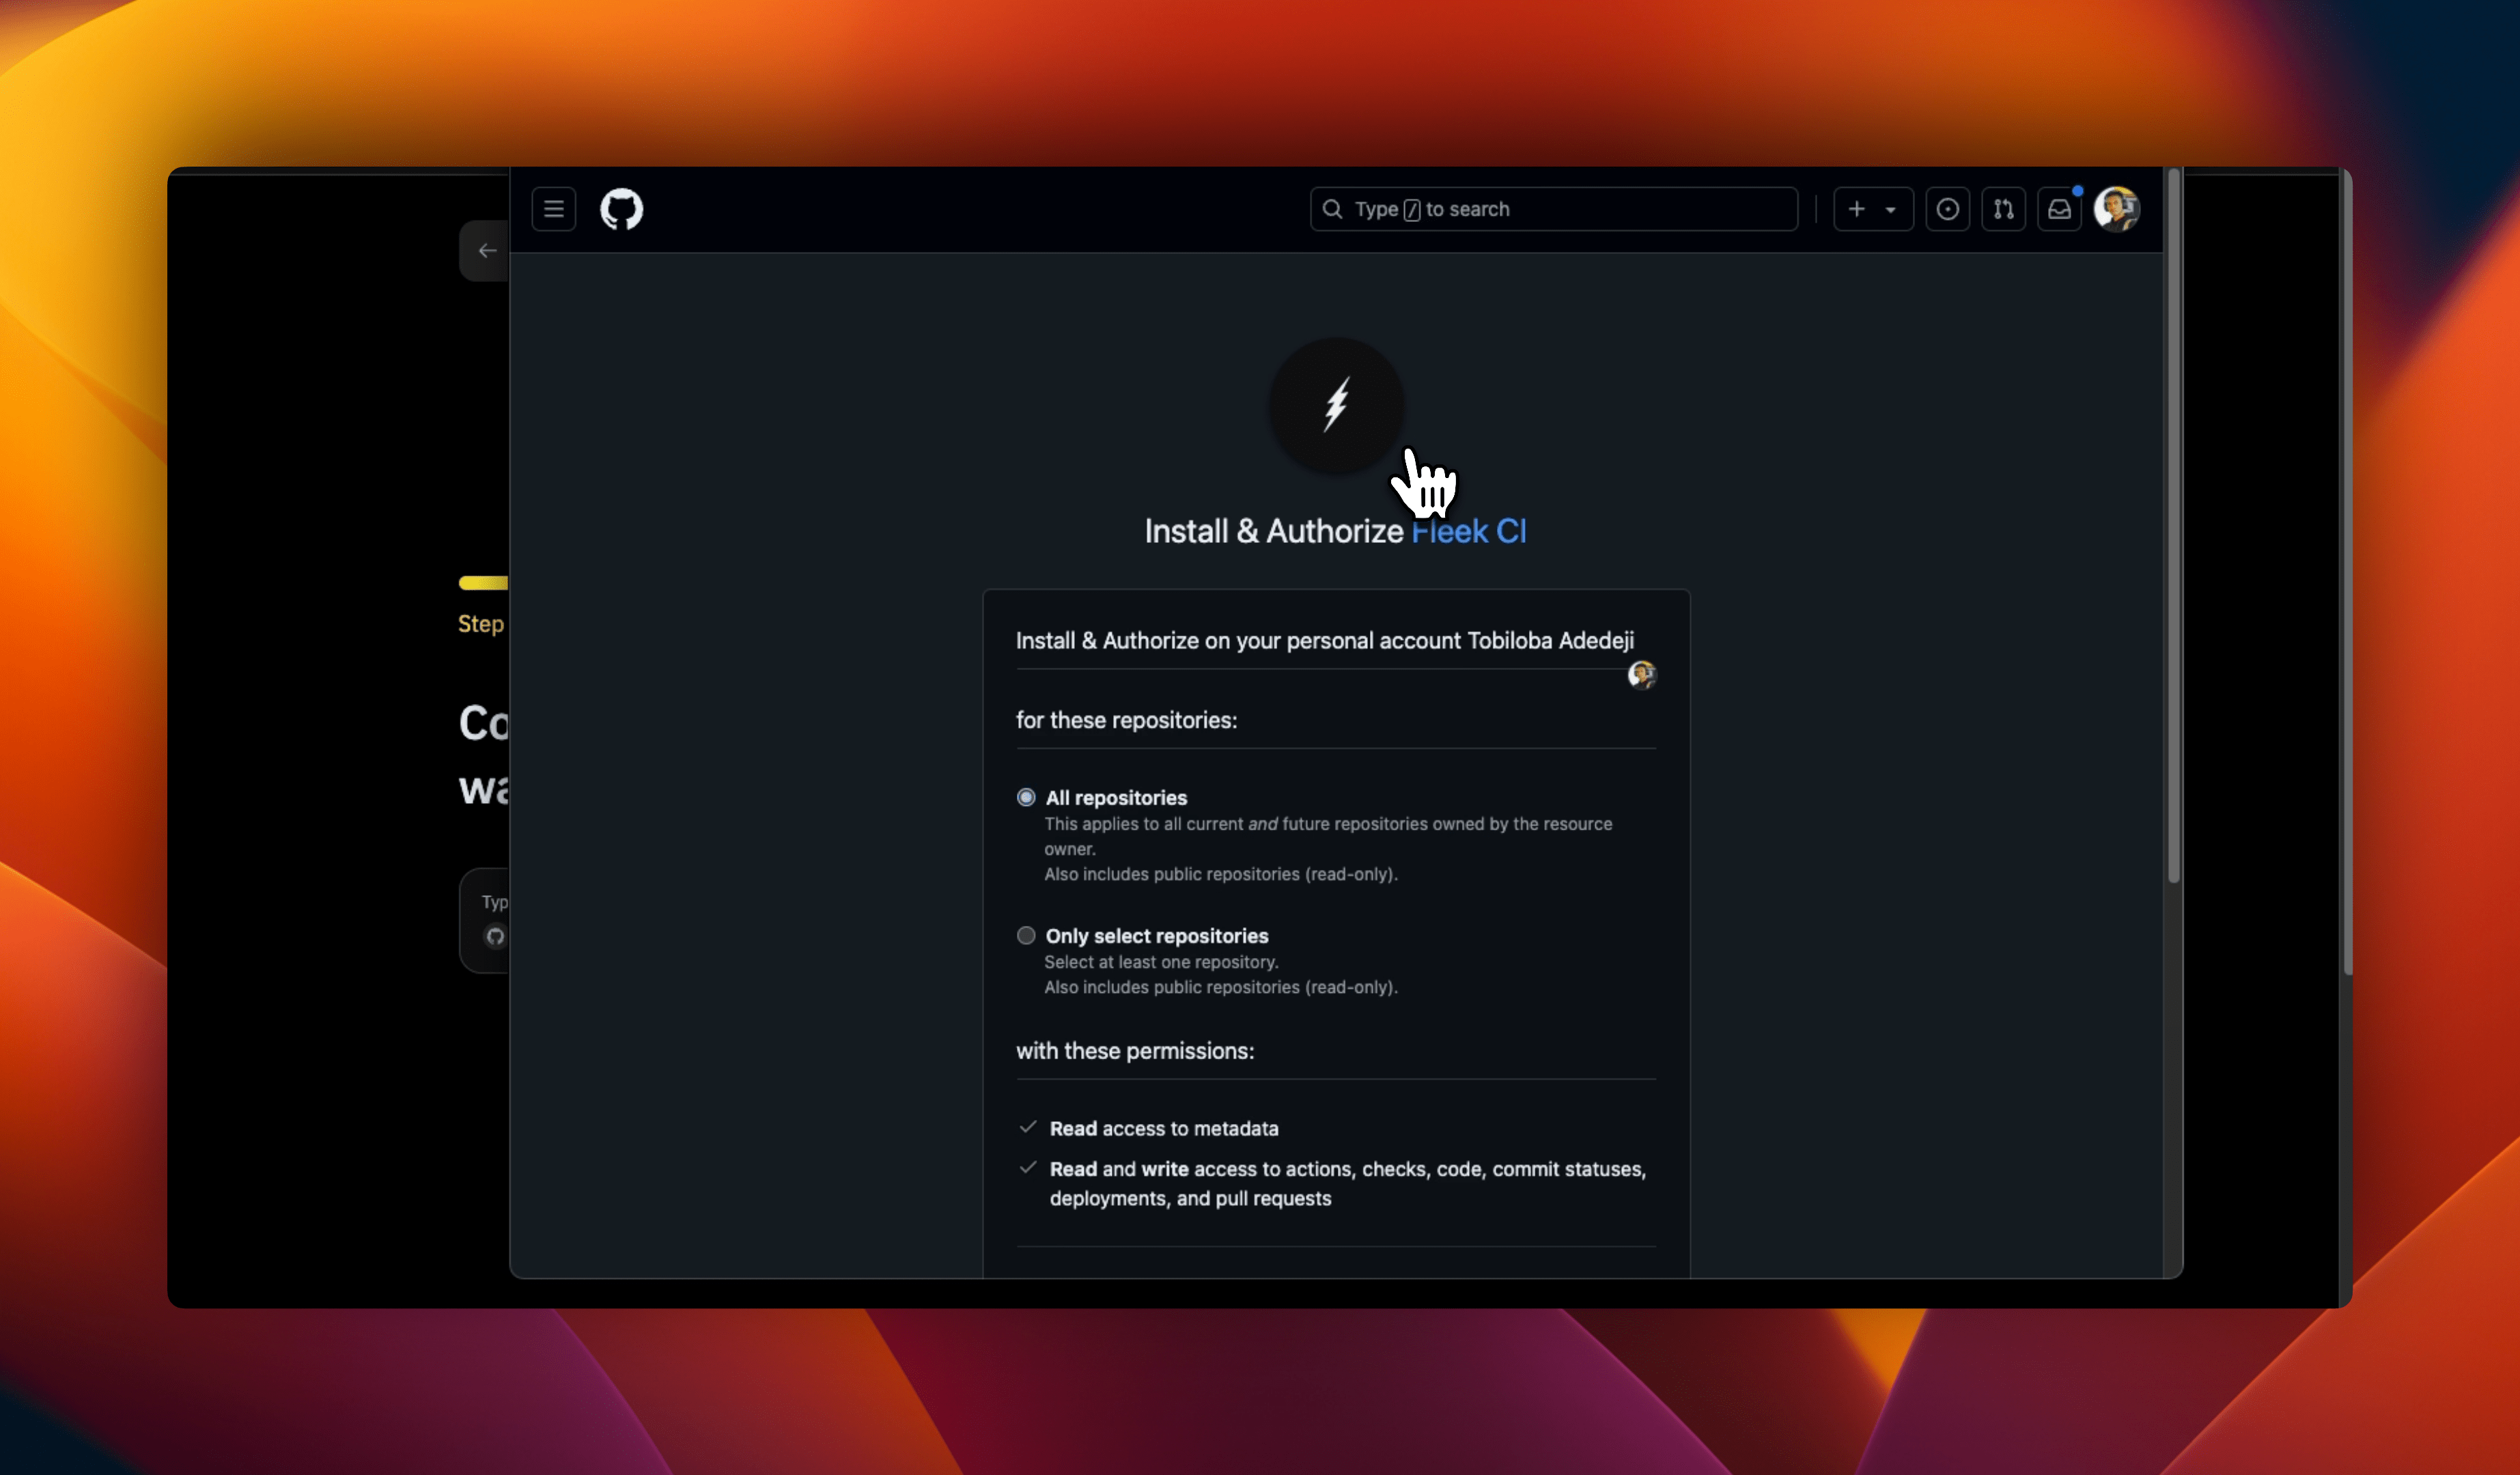 Type / to search
Install & Authorize Fleek CI
Step
Install & Authorize on your personal account Tobiloba Adedeji
for these repositories:
Co
wa
All repositories
This applies to all current and future repositories owned by the resource
owner.
Also includes public repositories (read-only).
Typ
Only select repositories
Select at least one repository.
Also includes public repositories (read-only).
with these permissions:
Read access to metadata
Read and write access to actions, checks, code, commit statuses,
deployments, and pull requests